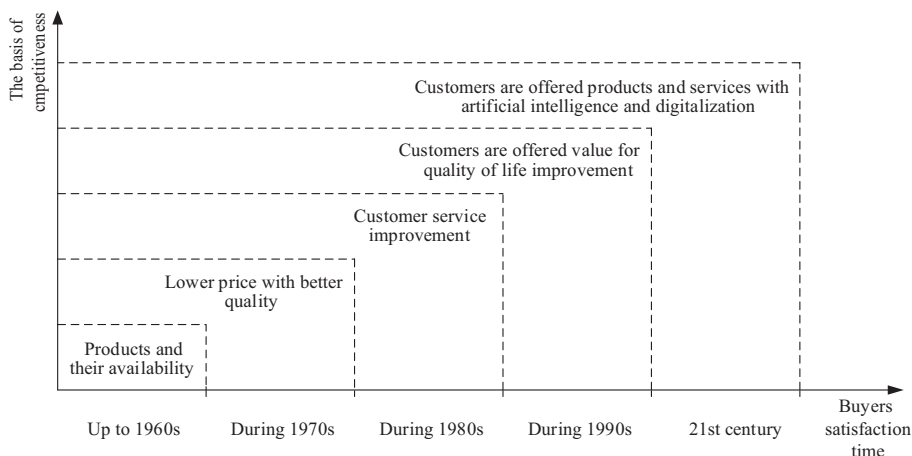 The basis of
cmpetitiveness
Customers are offered products and services with
artificial intelligence and digitalization
Customers are offered value for
quality of life improvement
Customer service
improvement
Lower price with better
quality
Products and
their availability
Up to 1960s
During 1970s
During 1980s
During 1990s
21st century
Buyers
satisfaction
time